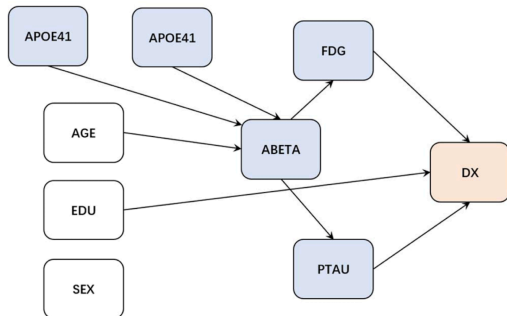 APOE41
APOE41
FDG
AGE
ABETA
DX
EDU
PTAU
SEX